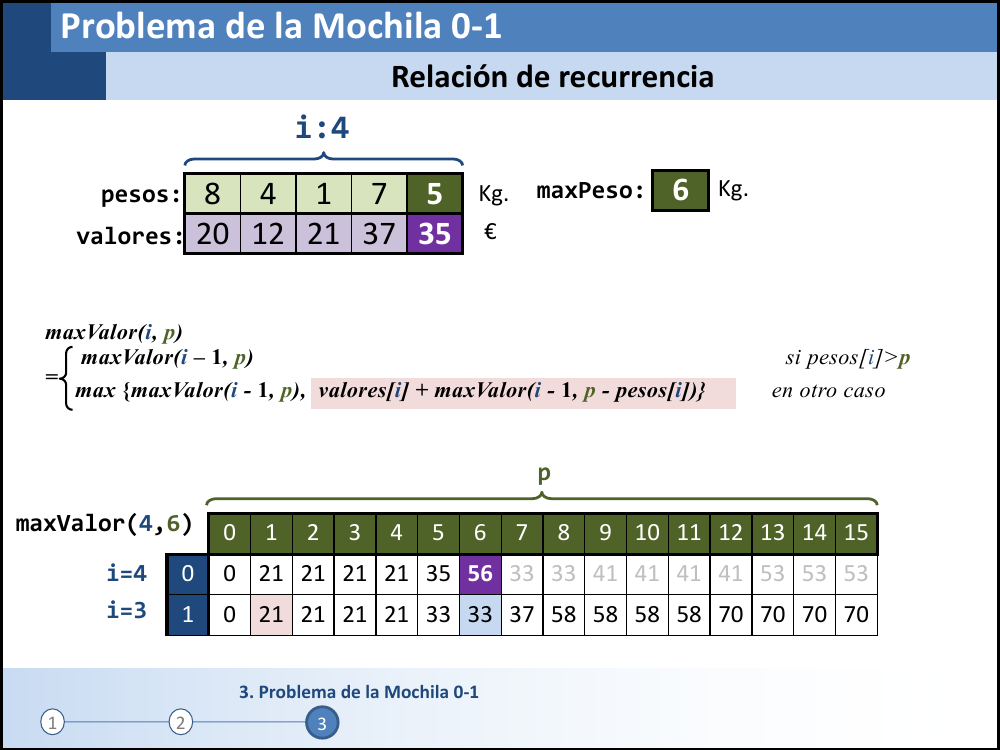 Problema de la Mochila 0-1
Relación de recurrencia
i:4
pesos: 8 4 1 7 5 Kg. maxPeso: 6 Kg.
valores: 20 12 21 37 35 €
maxValor(i, p)
maxValor(i – 1, p) si pesos[i]>p
={
max {maxValor(i - 1, p), valores[i] + maxValor(i - 1, p - pesos[i])} en otro caso
p
maxValor(4,6) 0 1 2 3 4 5 6 7 8 9 10 11 12 13 14 15
i=4 0 0 21 21 21 21 35 56 33 33 41 41 41 41 53 53 53
i=3 1 0 21 21 21 21 33 33 37 58 58 58 58 70 70 70 70
3. Problema de la Mochila 0-1
1 2 3